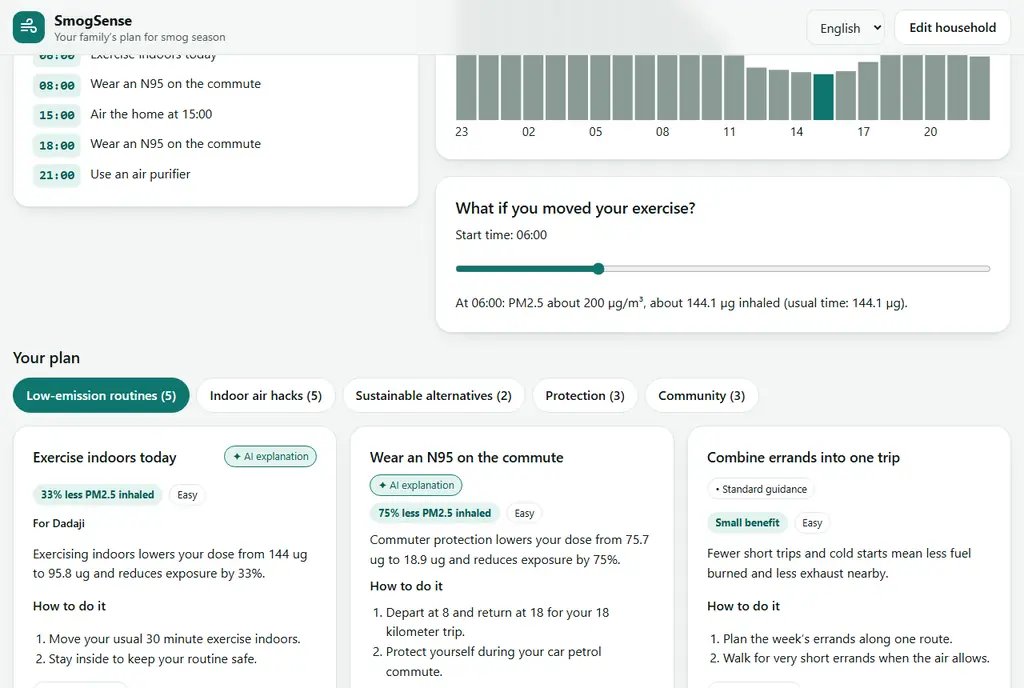 SmogSense
Your family's plan for smog season
English
Edit household
06:00 Exercise indoors today
08:00 Wear an N95 on the commute
15:00 Air the home at 15:00
18:00 Wear an N95 on the commute
21:00 Use an air purifier
23 02 05 08 11 14 17 20
What if you moved your exercise?
Start time: 06:00
At 06:00: PM2.5 about 200 µg/m³, about 144.1 µg inhaled (usual time: 144.1 µg).
Your plan
Low-emission routines (5)
Indoor air hacks (5)
Sustainable alternatives (2)
Protection (3)
Community (3)
Exercise indoors today
✦ AI explanation
33% less PM2.5 inhaled
Easy
For Dadaji
Exercising indoors lowers your dose from 144 ug
to 95.8 ug and reduces exposure by 33%.
How to do it
1. Move your usual 30 minute exercise indoors.
2. Stay inside to keep your routine safe.
Wear an N95 on the commute
✦ AI explanation
75% less PM2.5 inhaled
Easy
Commuter protection lowers your dose from 75.7
ug to 18.9 ug and reduces exposure by 75%.
How to do it
1. Depart at 8 and return at 18 for your 18
kilometer trip.
2. Protect yourself during your car petrol
commute.
Combine errands into one trip
• Standard guidance
Small benefit
Easy
Fewer short trips and cold starts mean less fuel
burned and less exhaust nearby.
How to do it
1. Plan the week's errands along one route.
2. Walk for very short errands when the air allows.